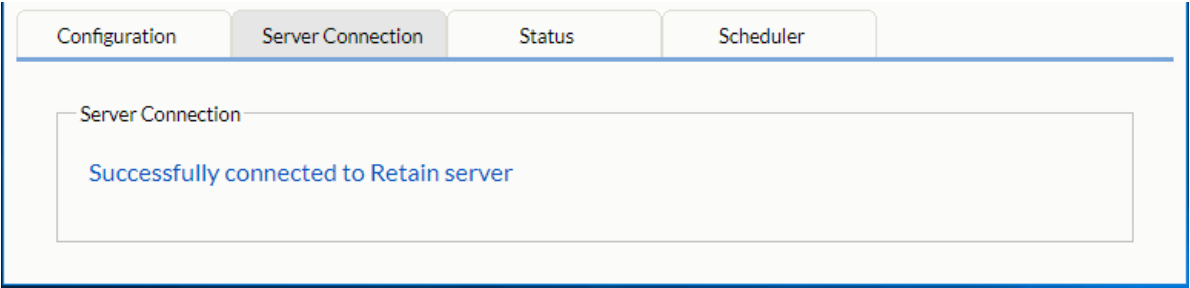 Configuration Server Connection Status Scheduler
Server Connection
Successfully connected to Retain server